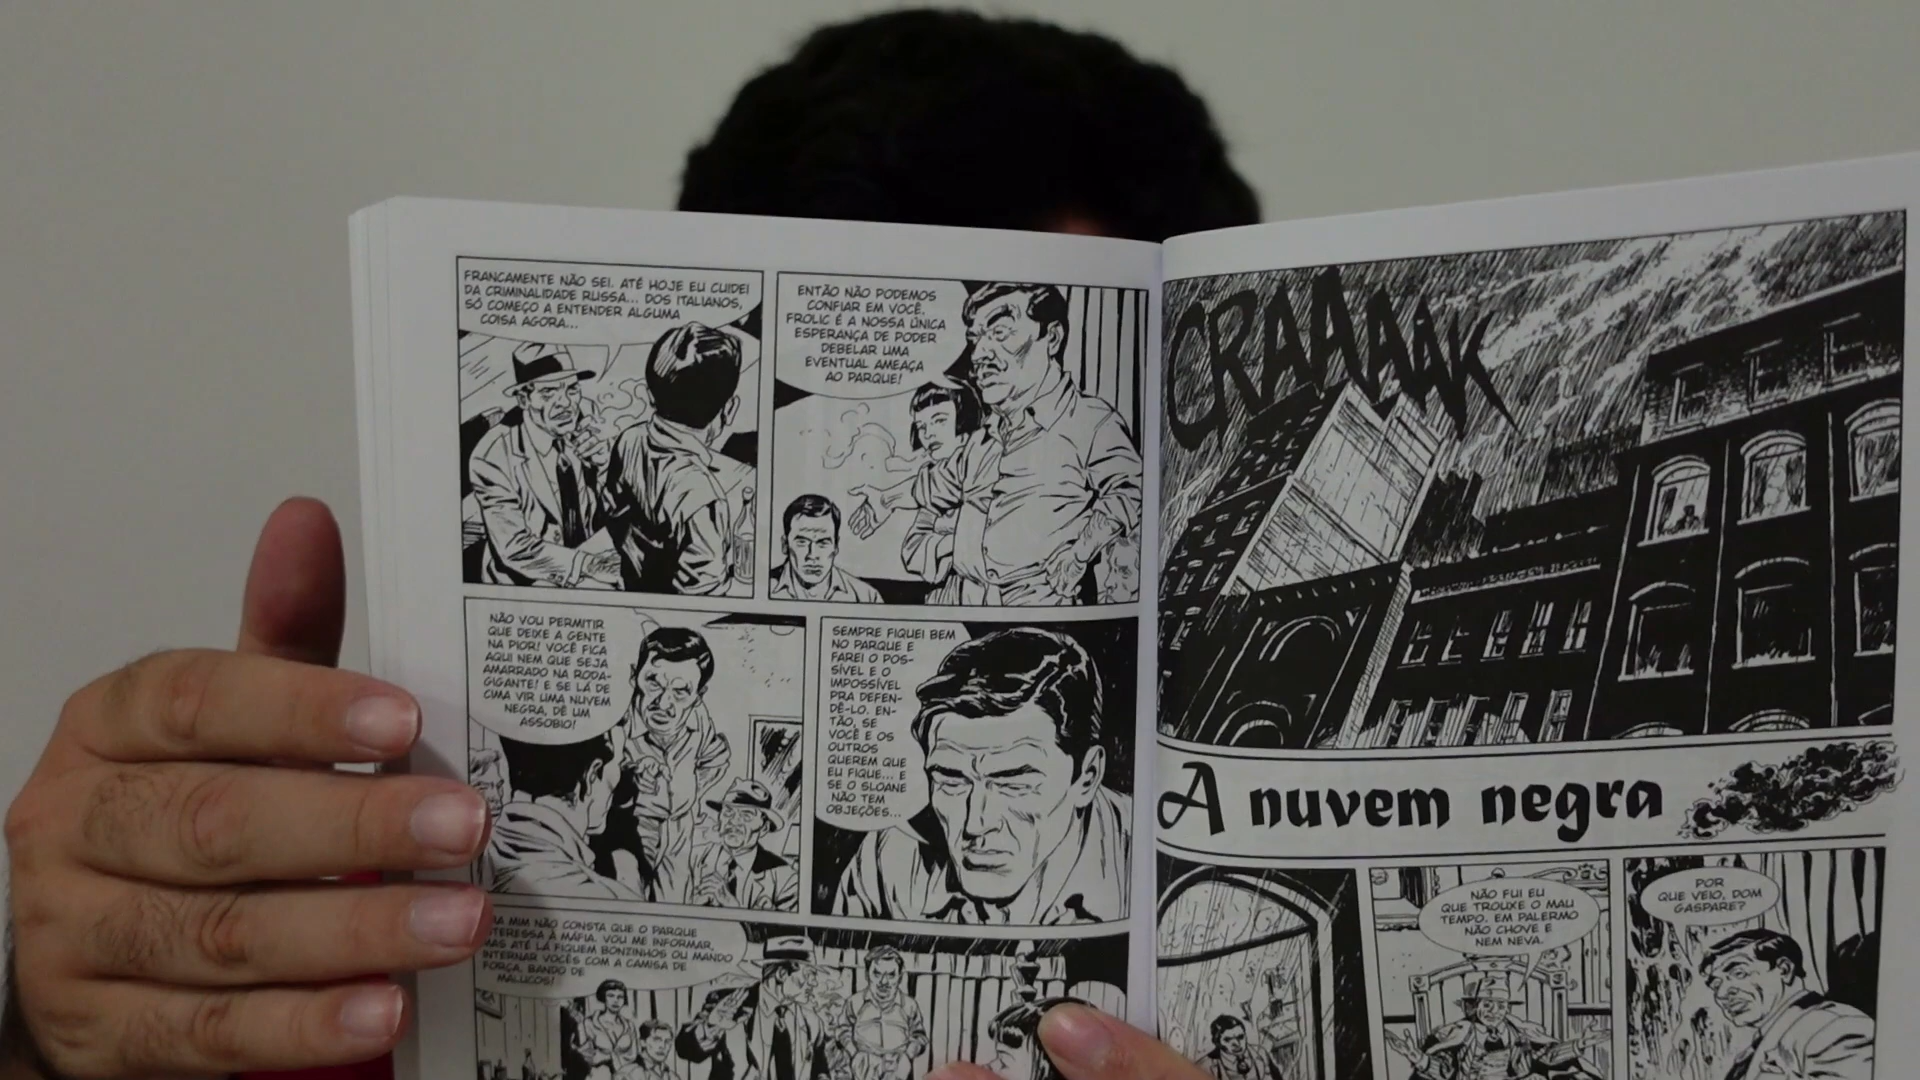 FRANCAMENTE NÃO SEI. ATÉ HOJE EU CUIDEI
DA CRIMINALIDADE RUSSA... DOS ITALIANOS,
SÓ COMEÇO A ENTENDER ALGUMA
COISA AGORA...
ENTÃO NÃO PODEMOS
CONFIAR EM VOCÊ.
FROLIC É A NOSSA ÚNICA
ESPERANÇA DE PODER
DEBELAR UMA
EVENTUAL AMEAÇA
AO PARQUE!
NÃO VOU PERMITIR
QUE DEIXE A GENTE
NA PIOR! VOCÊ FICA
AQUI NEM QUE SEJA
AMARRADO NA RODA-
GIGANTE! E SE LÁ DE
CIMA VIR UMA NUVEM
NEGRA, DÊ UM
ASSOBIO!
SEMPRE FIQUEI BEM
NO PARQUE E
FAREI O POS-
SÍVEL E O
IMPOSSÍVEL
PRA DEFEN-
DÊ-LO. EN-
TÃO, SE
VOCÊ E OS
OUTROS
QUEREM QUE
EU FIQUE... E
SE O SLOANE
NÃO TEM
OBJEÇÕES...
A MIM NÃO CONSTA QUE O PARQUE
INTERESSA À MÁFIA. VOU ME INFORMAR,
MAS ATÉ LÁ FIQUEM BONZINHOS OU MANDO
INTERNAR VOCÊS COM A CAMISA DE
FORÇA, BANDO DE
MALUCOS!
CRAAAAAK
A nuvem negra
NÃO FUI EU
QUE TROUXE O MAU
TEMPO. EM PALERMO
NÃO CHOVE E
NEM NEVA.
POR
QUE VEIO, DOM
GASPARE?